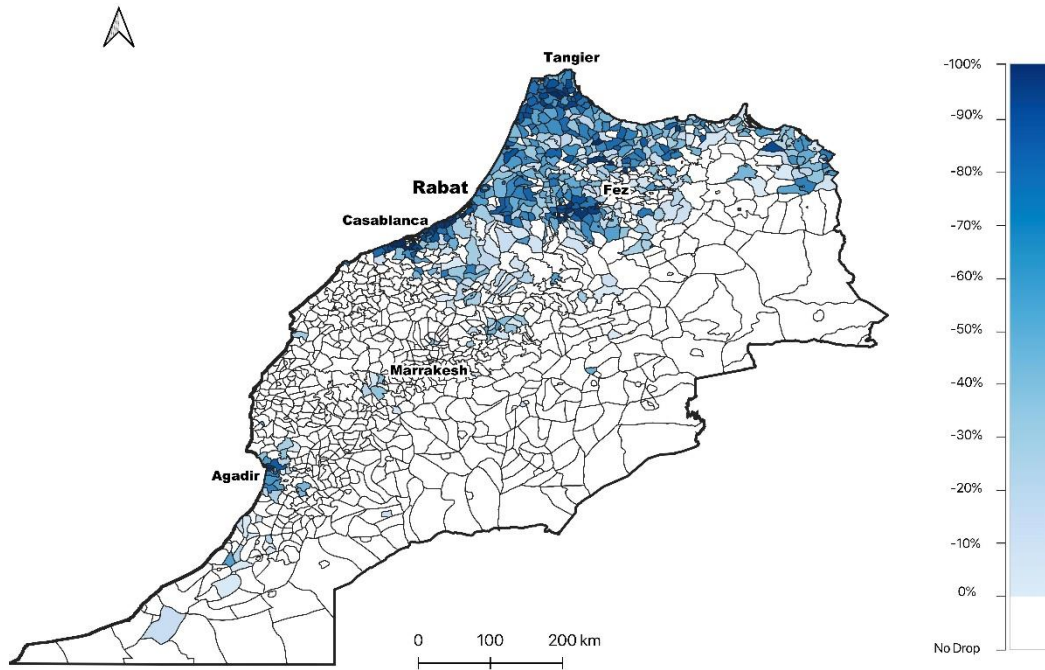 Tangier
Rabat
Fez
Casablanca
Marrakesh
Agadir
0 100 200 km
-100%
-90%
-80%
-70%
-60%
-50%
-40%
-30%
-20%
-10%
0%
No Drop